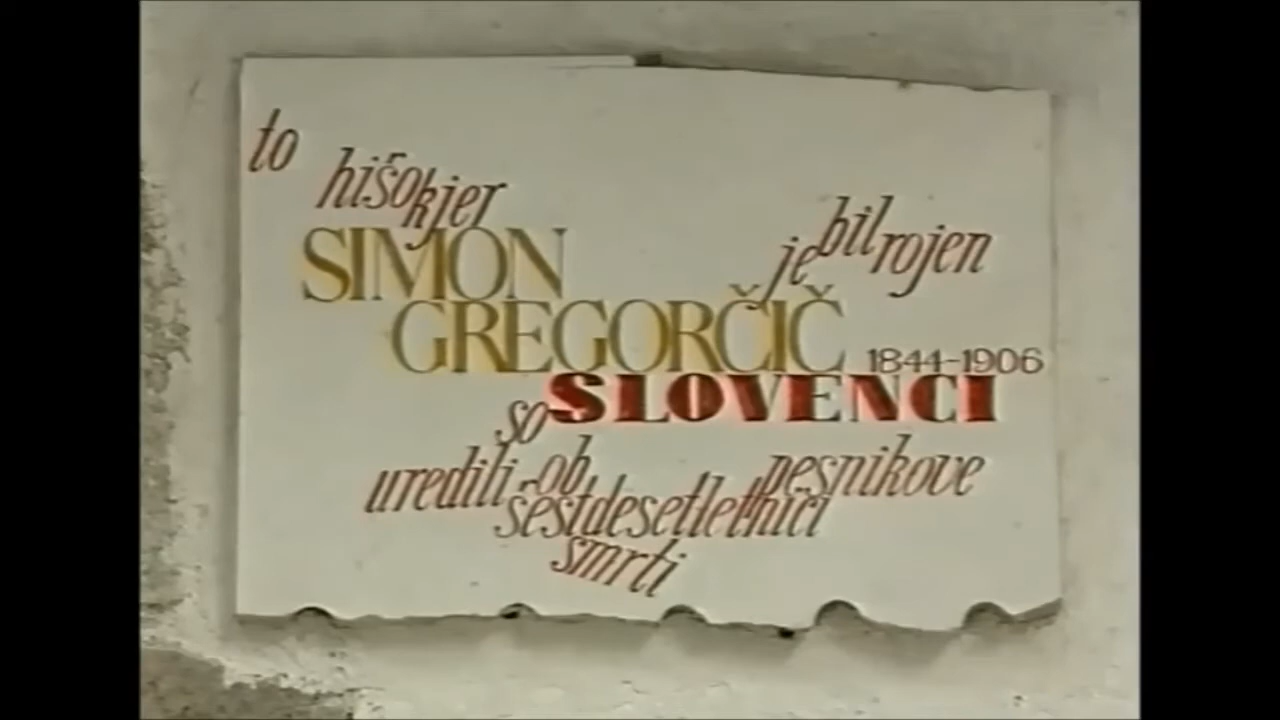 to hišo kjer
SIMON je bil rojen
GREGORČIČ 1844-1906
so SLOVENCI
uredili ob pesnikove
šestdesetletnici
smrti